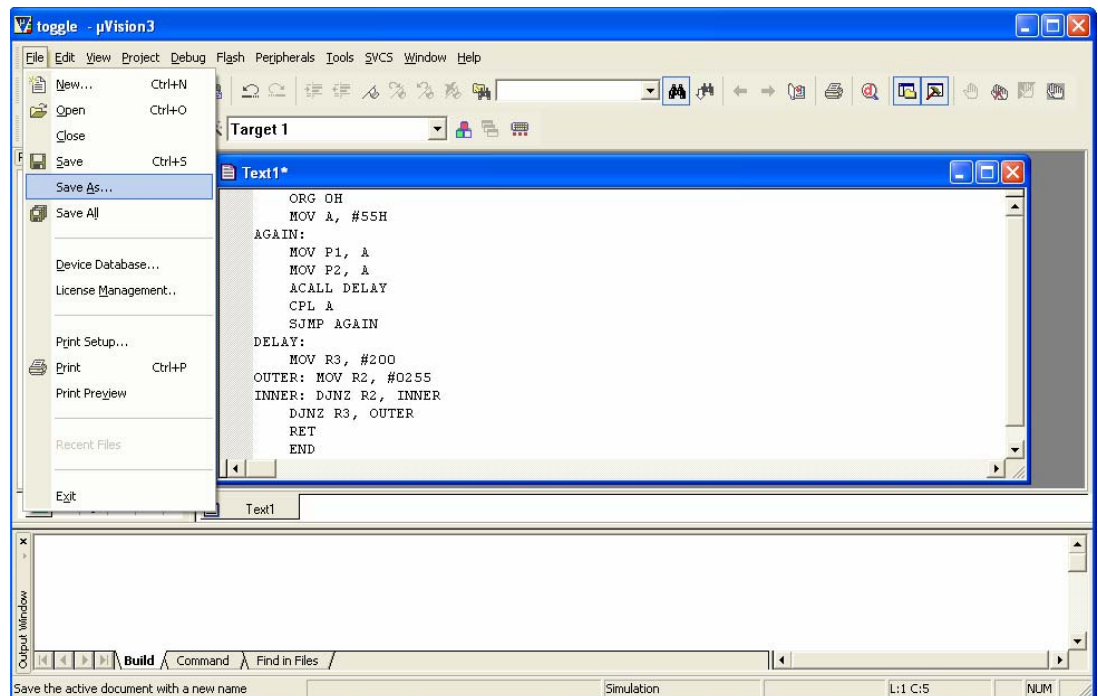 toggle - µVision3
File Edit View Project Debug Flash Peripherals Tools SVCS Window Help
New... Ctrl+N
Open Ctrl+O
Close
Save Ctrl+S
Save As...
Save All
Device Database...
License Management..
Print Setup...
Print Ctrl+P
Print Preview
Recent Files
Exit
Target 1
Text1*
ORG 0H
MOV A, #55H
AGAIN:
MOV P1, A
MOV P2, A
ACALL DELAY
CPL A
SJMP AGAIN
DELAY:
MOV R3, #200
OUTER: MOV R2, #0255
INNER: DJNZ R2, INNER
DJNZ R3, OUTER
RET
END
Text1
Output Window
Build Command Find in Files
Save the active document with a new name Simulation L:1 C:5 NUM